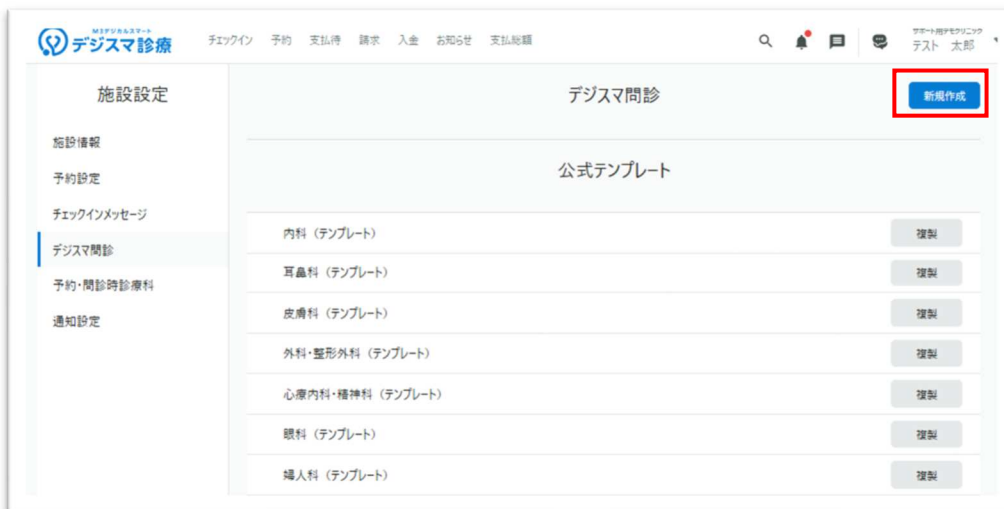 M3デジカルスマート
デジスマ診療
チェックイン 予約 支払待 請求 入金 お知らせ 支払総額
サポート用デモクリニック
テスト 太郎
施設設定
デジスマ問診
新規作成
施設情報
予約設定
チェックインメッセージ
デジスマ問診
予約・問診時診療科
通知設定
公式テンプレート
内科（テンプレート） 複製
耳鼻科（テンプレート） 複製
皮膚科（テンプレート） 複製
外科・整形外科（テンプレート） 複製
心療内科・精神科（テンプレート） 複製
眼科（テンプレート） 複製
婦人科（テンプレート） 複製